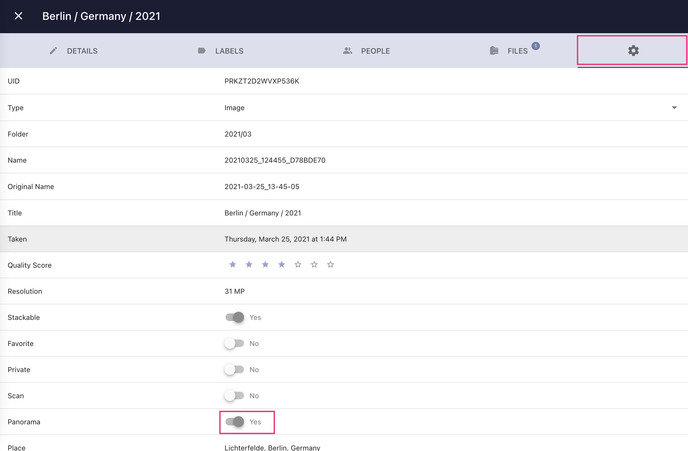 Berlin / Germany / 2021
DETAILS LABELS PEOPLE FILES 1
UID PRKZT2D2WVXP536K
Type Image
Folder 2021/03
Name 20210325_124455_D78BDE70
Original Name 2021-03-25_13-45-05
Title Berlin / Germany / 2021
Taken Thursday, March 25, 2021 at 1:44 PM
Quality Score
Resolution 31 MP
Stackable Yes
Favorite No
Private No
Scan No
Panorama Yes
Place Lichterfelde, Berlin, Germany